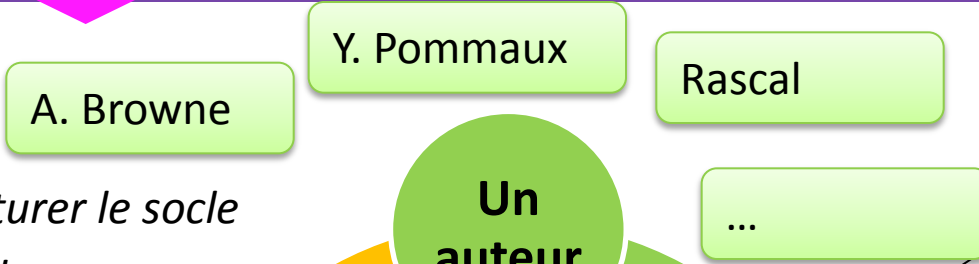 Y. Pommaux
Rascal
A. Browne
Un
auteur
turer le socle
...